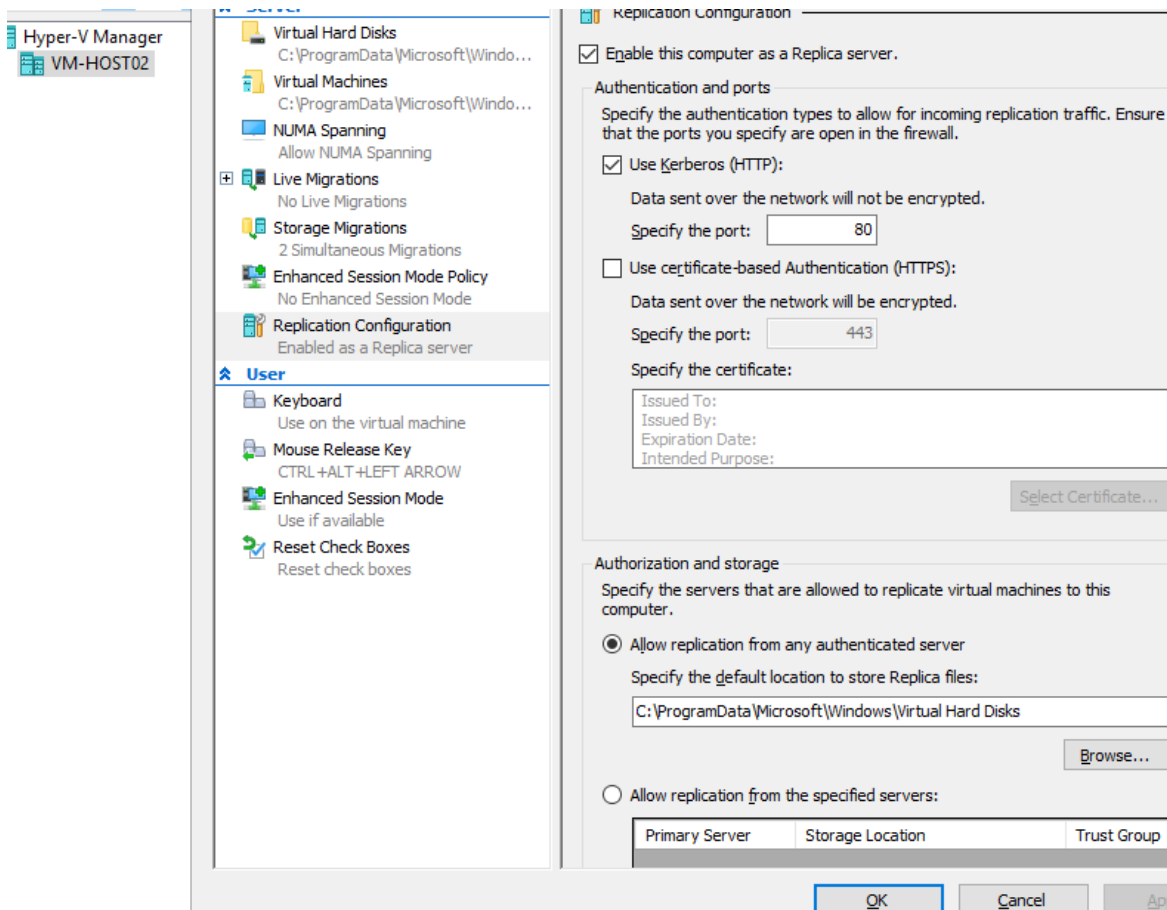 Hyper-V Manager
VM-HOST02
Server
Virtual Hard Disks
C:\ProgramData\Microsoft\Windo...
Virtual Machines
C:\ProgramData\Microsoft\Windo...
NUMA Spanning
Allow NUMA Spanning
Live Migrations
No Live Migrations
Storage Migrations
2 Simultaneous Migrations
Enhanced Session Mode Policy
No Enhanced Session Mode
Replication Configuration
Enabled as a Replica server
User
Keyboard
Use on the virtual machine
Mouse Release Key
CTRL+ALT+LEFT ARROW
Enhanced Session Mode
Use if available
Reset Check Boxes
Reset check boxes
Replication Configuration
Enable this computer as a Replica server.
Authentication and ports
Specify the authentication types to allow for incoming replication traffic. Ensure
that the ports you specify are open in the firewall.
Use Kerberos (HTTP):
Data sent over the network will not be encrypted.
Specify the port: 80
Use certificate-based Authentication (HTTPS):
Data sent over the network will be encrypted.
Specify the port: 443
Specify the certificate:
Issued To:
Issued By:
Expiration Date:
Intended Purpose:
Select Certificate...
Authorization and storage
Specify the servers that are allowed to replicate virtual machines to this
computer.
Allow replication from any authenticated server
Specify the default location to store Replica files:
C:\ProgramData\Microsoft\Windows\Virtual Hard Disks
Browse...
Allow replication from the specified servers:
Primary Server Storage Location Trust Group
OK Cancel Ap